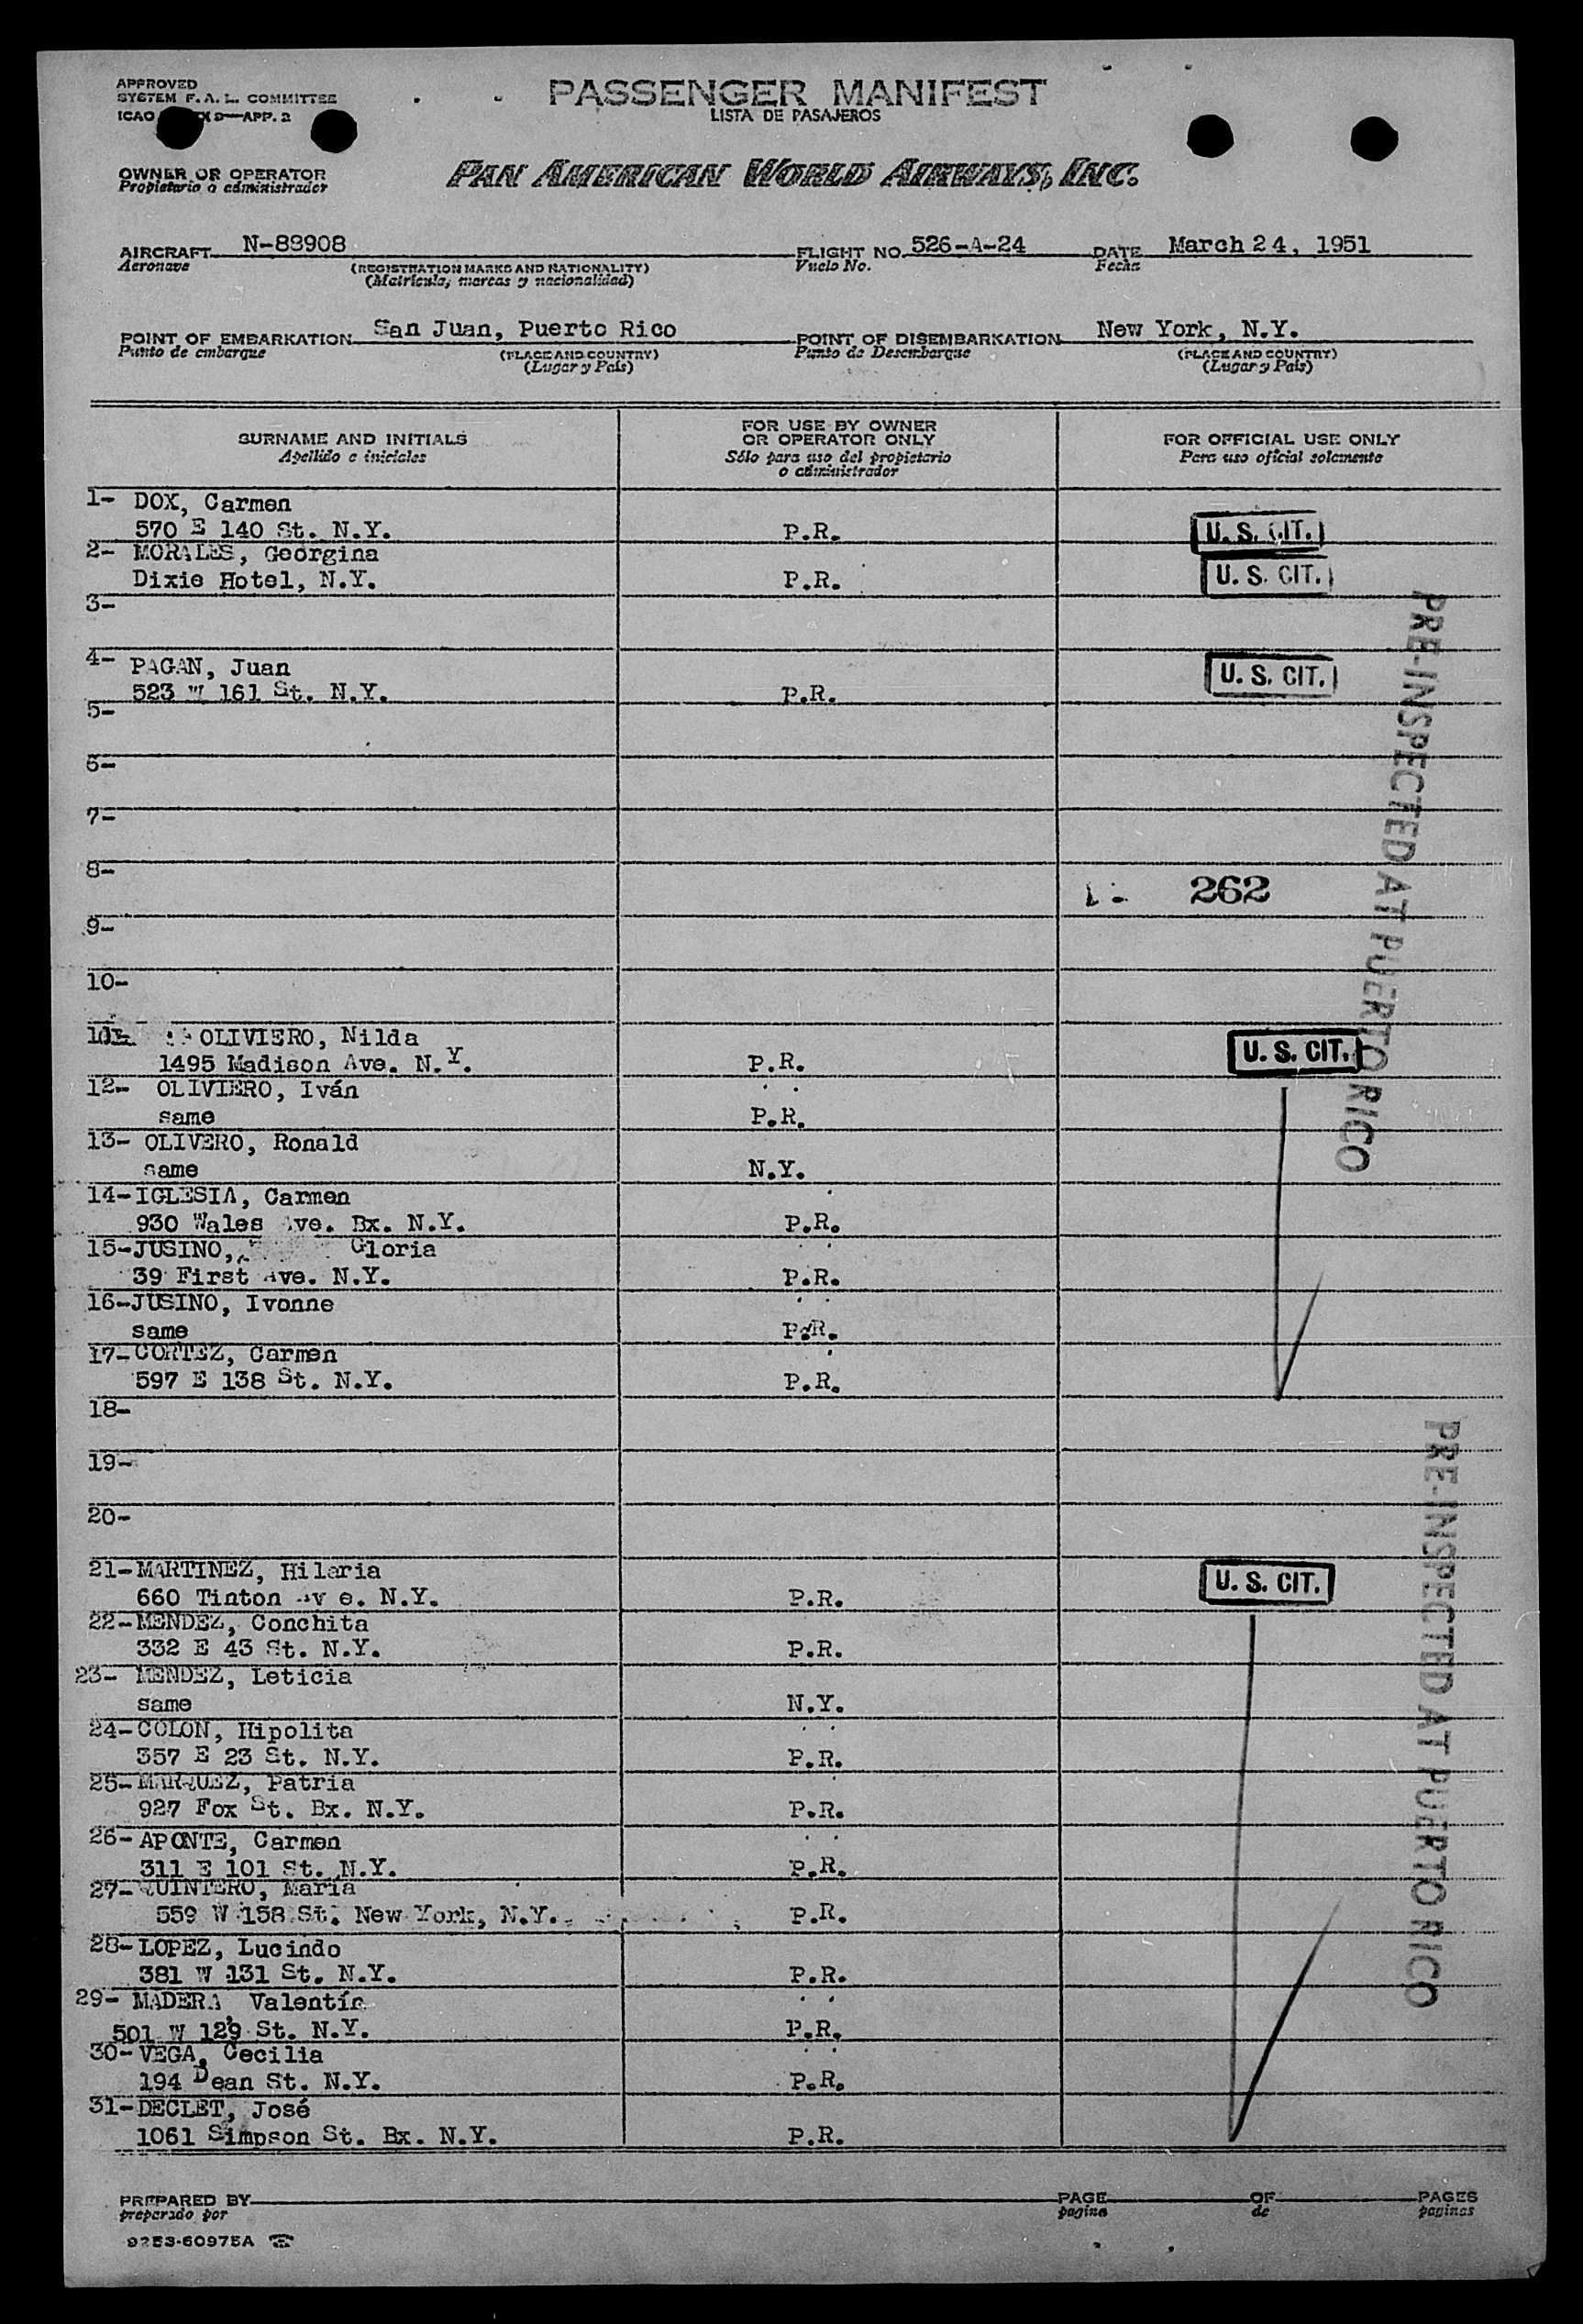 APPROVED
SYSTEM F. A. L. COMMITTEE
ICAO X 9—APP. 2
PASSENGER MANIFEST
LISTA DE PASAJEROS
OWNER OR OPERATOR
Propietario o administrador
PAN AMERICAN WORLD AIRWAYS, INC.
AIRCRAFT N-88908 FLIGHT NO. 526-A-24 DATE March 24, 1951
Aeronave (REGISTRATION MARKS AND NATIONALITY) Vuelo No. Fecha
(Matricula, marcas y nacionalidad)
POINT OF EMBARKATION San Juan, Puerto Rico POINT OF DISEMBARKATION New York, N.Y.
Punto de embarque (PLACE AND COUNTRY) Punto de Desembarque (PLACE AND COUNTRY)
(Lugar y País) (Lugar y País)
SURNAME AND INITIALS
Apellido e iniciales
FOR USE BY OWNER
OR OPERATOR ONLY
Sólo para uso del propietario
o administrador
FOR OFFICIAL USE ONLY
Para uso oficial solamente
1- DOX, Carmen
570 E 140 St. N.Y. P.R. U. S. CIT.
2- MORALES, Georgina
Dixie Hotel, N.Y. P.R. U. S. CIT.
3-
4- PAGAN, Juan U. S. CIT.
523 W 161 St. N.Y. P.R.
5-
6-
7-
8-
262
9-
10-
PRE-INSPECTED AT PUERTO RICO
OLIVIERO, Nilda U. S. CIT.
1495 Madison Ave. N.Y. P.R.
12- OLIVIERO, Iván
same P.R.
13- OLIVERO, Ronald
same N.Y.
14- IGLESIA, Carmen
930 Wales Ave. Bx. N.Y. P.R.
15- JUSINO, Gloria
39 First Ave. N.Y. P.R.
16- JUSINO, Ivonne
same P.R.
17- CORTEZ, Carmen
597 E 138 St. N.Y. P.R.
18-
19-
20-
PRE-INSPECTED AT PUERTO RICO
21- MARTINEZ, Hilaria U. S. CIT.
660 Tinton Av e. N.Y. P.R.
22- MENDEZ, Conchita
332 E 43 St. N.Y. P.R.
23- MENDEZ, Leticia
same N.Y.
24- COLON, Hipolita
357 E 23 St. N.Y. P.R.
25- MARQUEZ, Patria
927 Fox St. Bx. N.Y. P.R.
26- APONTE, Carmen
311 E 101 St. N.Y. P.R.
27- QUINTERO, María
559 W 158 St. New York, N.Y. P.R.
28- LOPEZ, Lucindo
381 W 131 St. N.Y. P.R.
29- MADERA, Valentín
501 W 129 St. N.Y. P.R.
30- VEGA, Cecilia
194 Dean St. N.Y. P.R.
31- DECLET, José
1061 Simpson St. Bx. N.Y. P.R.
PREPARED BY PAGE OF PAGES
preparado por pagina de paginas
9253-60975A